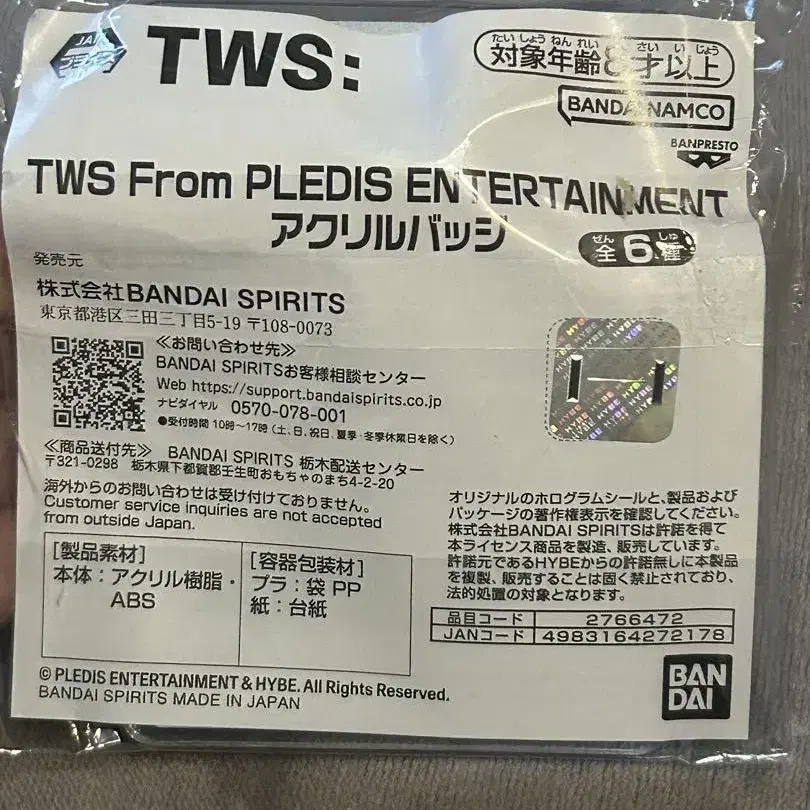 JAN
プライズ
TWS:
たいしょうねんれい さいいじょう
対象年齢8才以上
BANDAI NAMCO
BANPRESTO
TWS From PLEDIS ENTERTAINMENT
アクリルバッジ
ぜん しゅ
全6種
発売元
株式会社BANDAI SPIRITS
東京都港区三田三丁目5-19 〒108-0073
≪お問い合わせ先≫
BANDAI SPIRITSお客様相談センター
Web https://support.bandaispirits.co.jp
ナビダイヤル 0570-078-001
●受付時間 10時~17時(土、日、祝日、夏季・冬季休業日を除く)
≪商品送付先≫ BANDAI SPIRITS 栃木配送センター
〒321-0298 栃木県下都賀郡壬生町おもちゃのまち4-2-20
海外からのお問い合わせは受け付けておりません。
Customer service inquiries are not accepted
from outside Japan.
[製品素材]
本体:アクリル樹脂・
ABS
[容器包装材]
プラ:袋 PP
紙:台紙
HYBE HYBE HYBE
オリジナルのホログラムシールと、製品および
パッケージの著作権表示を確認してください。
株式会社BANDAI SPIRITSは許諾を得て
本ライセンス商品を製造、販売しています。
許諾元であるHYBEからの許諾無しに本製品
を複製、販売することは固く禁止されており、
法的処置の対象となります。
品目コード 2766472
JANコード 4983164272178
© PLEDIS ENTERTAINMENT & HYBE. All Rights Reserved.
BANDAI SPIRITS MADE IN JAPAN
BAN
DAI